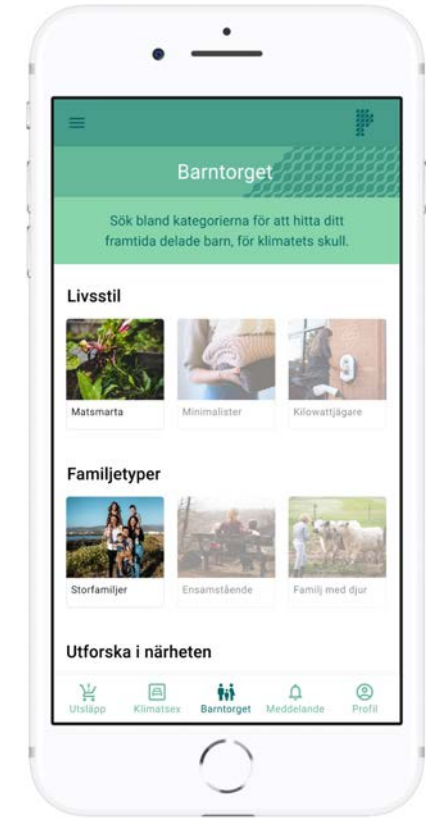 Barntorget
Sök bland kategorierna för att hitta ditt
framtida delade barn, för klimatets skull.
Livsstil
Matsmarta
Minimalister
Kilowattjägare
Familjetyper
Storfamiljer
Ensamstående
Familj med djur
Utforska i närheten
Utsläpp
Klimatsex
Barntorget
Meddelande
Profil